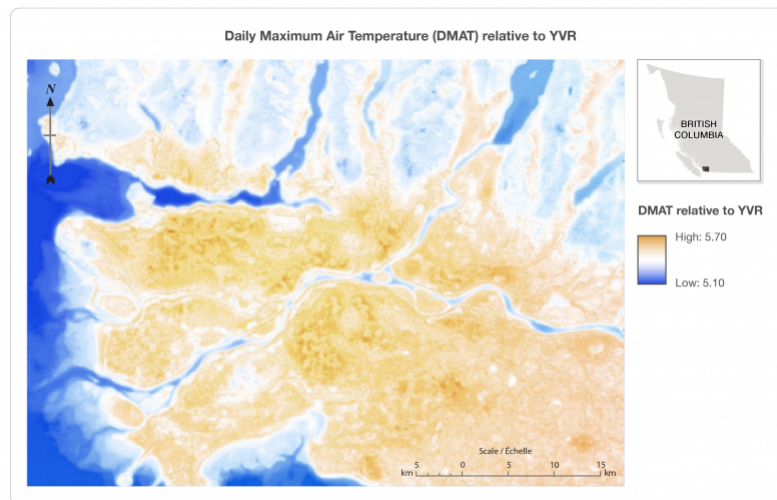 Daily Maximum Air Temperature (DMAT) relative to YVR
N
BRITISH
COLUMBIA
DMAT relative to YVR
High: 5.70
Low: 5.10
Scale / Échelle
km 5 0 5 10 15 km